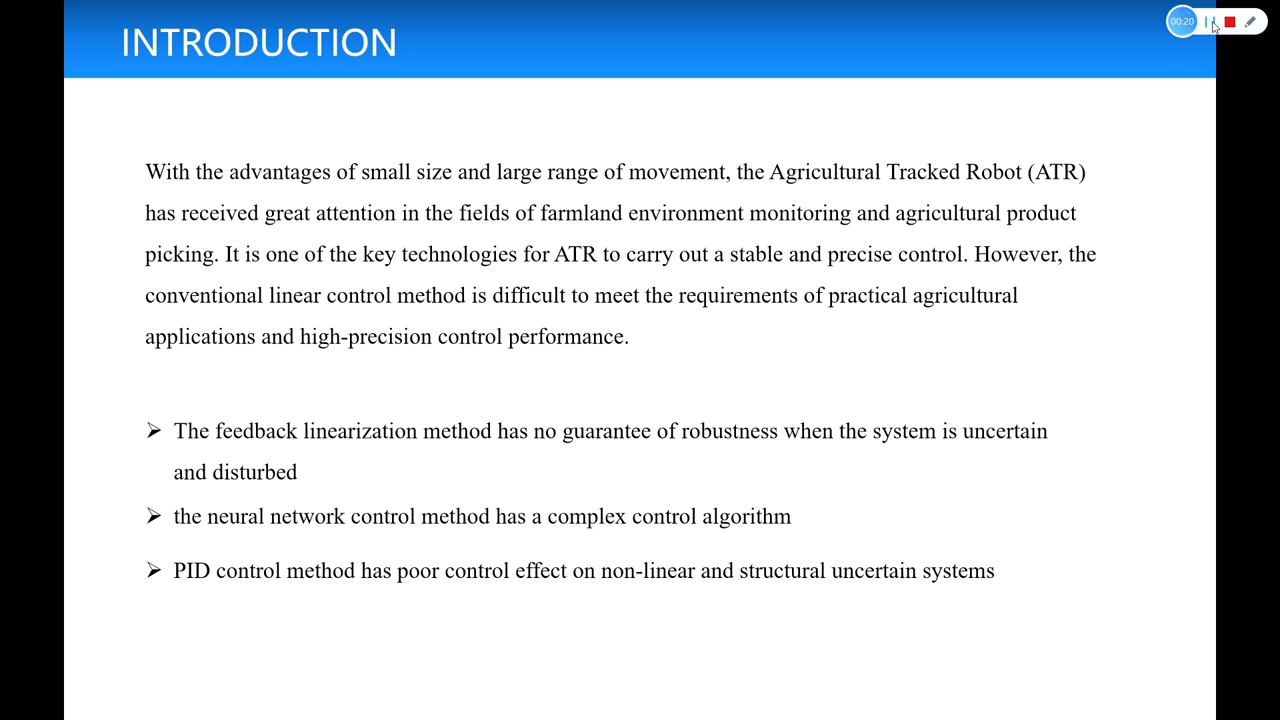 INTRODUCTION
00:20
With the advantages of small size and large range of movement, the Agricultural Tracked Robot (ATR)
has received great attention in the fields of farmland environment monitoring and agricultural product
picking. It is one of the key technologies for ATR to carry out a stable and precise control. However, the
conventional linear control method is difficult to meet the requirements of practical agricultural
applications and high-precision control performance.
The feedback linearization method has no guarantee of robustness when the system is uncertain
and disturbed
the neural network control method has a complex control algorithm
PID control method has poor control effect on non-linear and structural uncertain systems